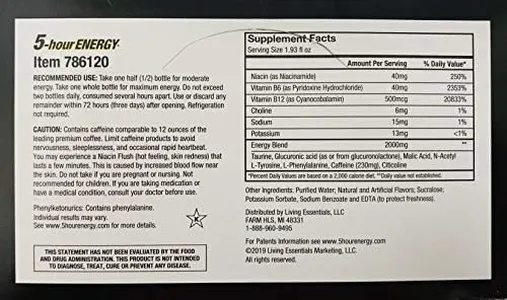 5-hour ENERGY
Item 786120
RECOMMENDED USE: Take one half (1/2) bottle for moderate
energy. Take one whole bottle for maximum energy. Do not exceed
two bottles daily, consumed several hours apart. Use or discard any
remainder within 72 hours (three days) after opening. Refrigeration
not required.
CAUTION: Contains caffeine comparable to 12 ounces of the
leading premium coffee. Limit caffeine products to avoid
nervousness, sleeplessness, and occasional rapid heartbeat.
You may experience a Niacin Flush (hot feeling, skin redness) that
lasts a few minutes. This is caused by increased blood flow near
the skin. Do not take if you are pregnant or nursing. Not
recommended for children. If you are taking medication or
have a medical condition, consult your doctor before use.
Phenylketonurics: Contains phenylalanine.
Individual results may vary.
See www.5hourenergy.com for more details.
K
THIS STATEMENT HAS NOT BEEN EVALUATED BY THE FOOD
AND DRUG ADMINISTRATION. THIS PRODUCT IS NOT INTENDED
TO DIAGNOSE, TREAT, CURE OR PREVENT ANY DISEASE.
Supplement Facts
Serving Size 1.93 fl oz
Amount Per Serving % Daily Value*
Niacin (as Niacinamide) 40mg 250%
Vitamin B6 (as Pyridoxine Hydrochloride) 40mg 2353%
Vitamin B12 (as Cyanocobalamin) 500mcg 20833%
Choline 6mg 1%
Sodium 15mg 1%
Potassium 13mg <1%
Energy Blend 2000mg **
Taurine, Glucuronic acid (as or from glucuronolactone), Malic Acid, N-Acetyl
L-Tyrosine, L-Phenylalanine, Caffeine (230mg), Citicoline
*Percent Daily Values are based on a 2,000 calorie diet. **Daily value not established.
Other Ingredients: Purified Water, Natural and Artificial Flavors, Sucralose,
Potassium Sorbate, Sodium Benzoate and EDTA (to protect freshness).
Distributed by Living Essentials, LLC
FARM HLS, MI 48331
1-888-960-9495
For Patents Information see www.5hourenergy.com
©2019 Living Essentials Marketing, LLC.
All rights reserved.